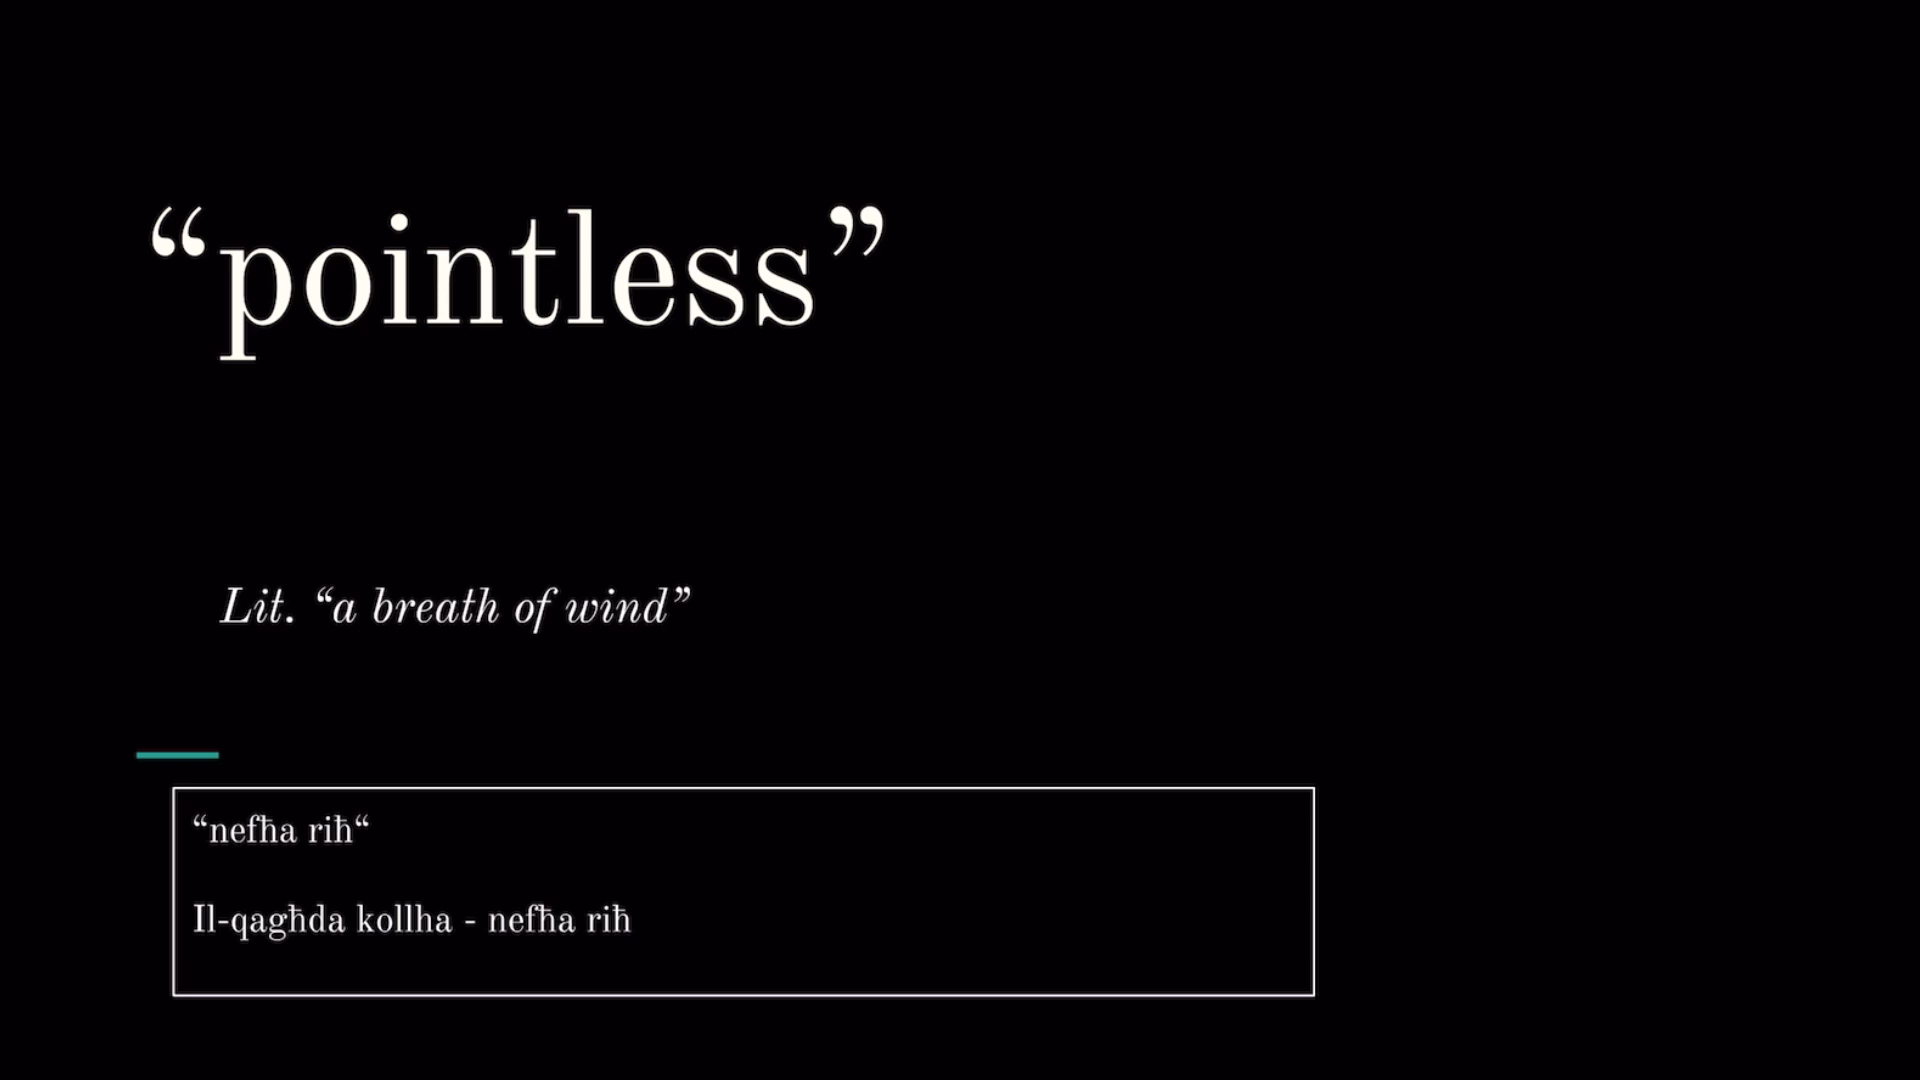 “pointless”
Lit. “a breath of wind”
“nefħa riħ“
Il-qagħda kollha - nefħa riħ